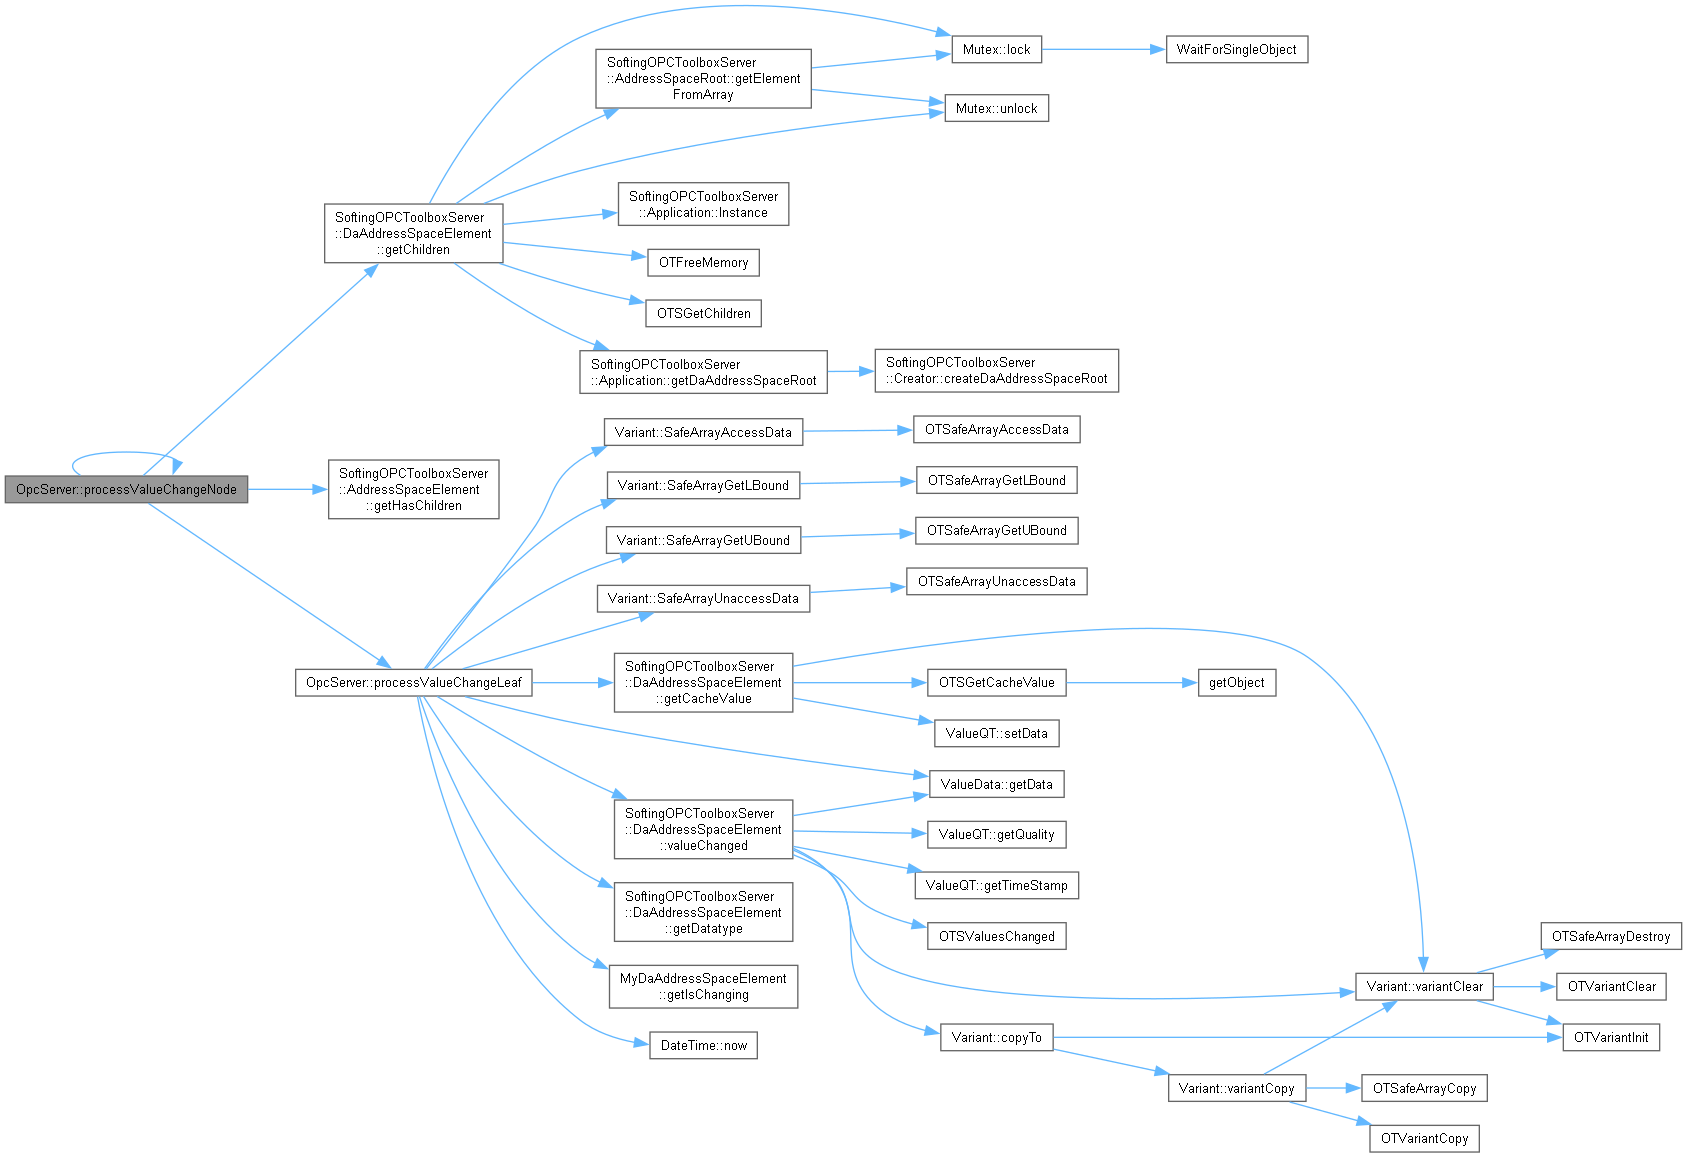 OpcServer::processValueChangeNode
SoftingOPCToolboxServer
::DaAddressSpaceElement
::getChildren
SoftingOPCToolboxServer
::AddressSpaceElement
::getHasChildren
OpcServer::processValueChangeLeaf
SoftingOPCToolboxServer
::AddressSpaceRoot::getElement
FromArray
SoftingOPCToolboxServer
::Application::Instance
OTFreeMemory
OTSGetChildren
SoftingOPCToolboxServer
::Application::getDaAddressSpaceRoot
Variant::SafeArrayAccessData
Variant::SafeArrayGetLBound
Variant::SafeArrayGetUBound
Variant::SafeArrayUnaccessData
SoftingOPCToolboxServer
::DaAddressSpaceElement
::getCacheValue
SoftingOPCToolboxServer
::DaAddressSpaceElement
::valueChanged
SoftingOPCToolboxServer
::DaAddressSpaceElement
::getDatatype
MyDaAddressSpaceElement
::getIsChanging
DateTime::now
Mutex::lock
Mutex::unlock
SoftingOPCToolboxServer
::Creator::createDaAddressSpaceRoot
OTSafeArrayAccessData
OTSafeArrayGetLBound
OTSafeArrayGetUBound
OTSafeArrayUnaccessData
OTSGetCacheValue
ValueQT::setData
ValueData::getData
ValueQT::getQuality
ValueQT::getTimeStamp
OTSValuesChanged
Variant::copyTo
WaitForSingleObject
getObject
Variant::variantCopy
Variant::variantClear
OTSafeArrayCopy
OTVariantCopy
OTSafeArrayDestroy
OTVariantClear
OTVariantInit